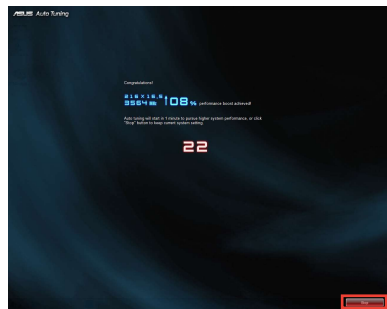 ASUS Auto Tuning
Congratulations!
216 x 16.5
3564 MB 108% performance boost achieved!
Auto tuning will start in 1 minute to pursue higher system performance, or click
"Stop" button to keep current system setting.
22
Stop